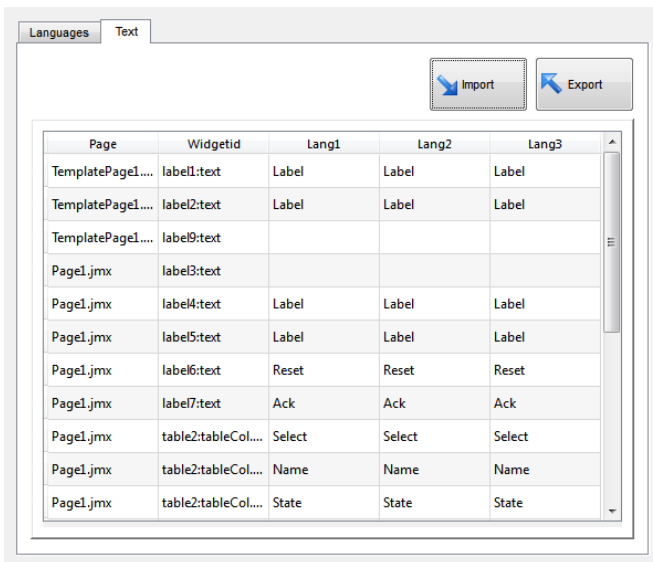 Languages Text
Import Export
Page Widgetid Lang1 Lang2 Lang3
TemplatePage1.... label1:text Label Label Label
TemplatePage1.... label2:text Label Label Label
TemplatePage1.... label9:text
Page1.jmx label3:text
Page1.jmx label4:text Label Label Label
Page1.jmx label5:text Label Label Label
Page1.jmx label6:text Reset Reset Reset
Page1.jmx label7:text Ack Ack Ack
Page1.jmx table2:tableCol.... Select Select Select
Page1.jmx table2:tableCol.... Name Name Name
Page1.jmx table2:tableCol.... State State State